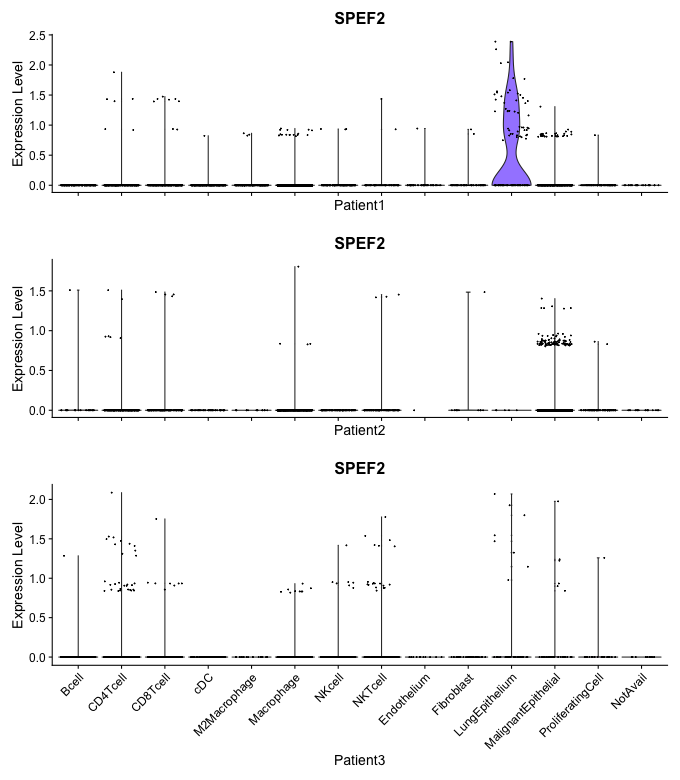 SPEF2
Expression Level
2.5
2.0
1.5
1.0
0.5
0.0
Patient1
SPEF2
Expression Level
1.5
1.0
0.5
0.0
Patient2
SPEF2
Expression Level
2.0
1.5
1.0
0.5
0.0
Bcell
CD4Tcell
CD8Tcell
cDC
M2Macrophage
Macrophage
NKcell
NKTcell
Endothelium
Fibroblast
LungEpithelium
MalignantEpithelial
ProliferatingCell
NotAvail
Patient3